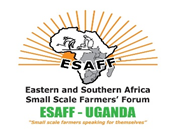 ESAFF
Eastern and Southern Africa
Small Scale Farmers' Forum
ESAFF - UGANDA
"Small scale farmers speaking for themselves"